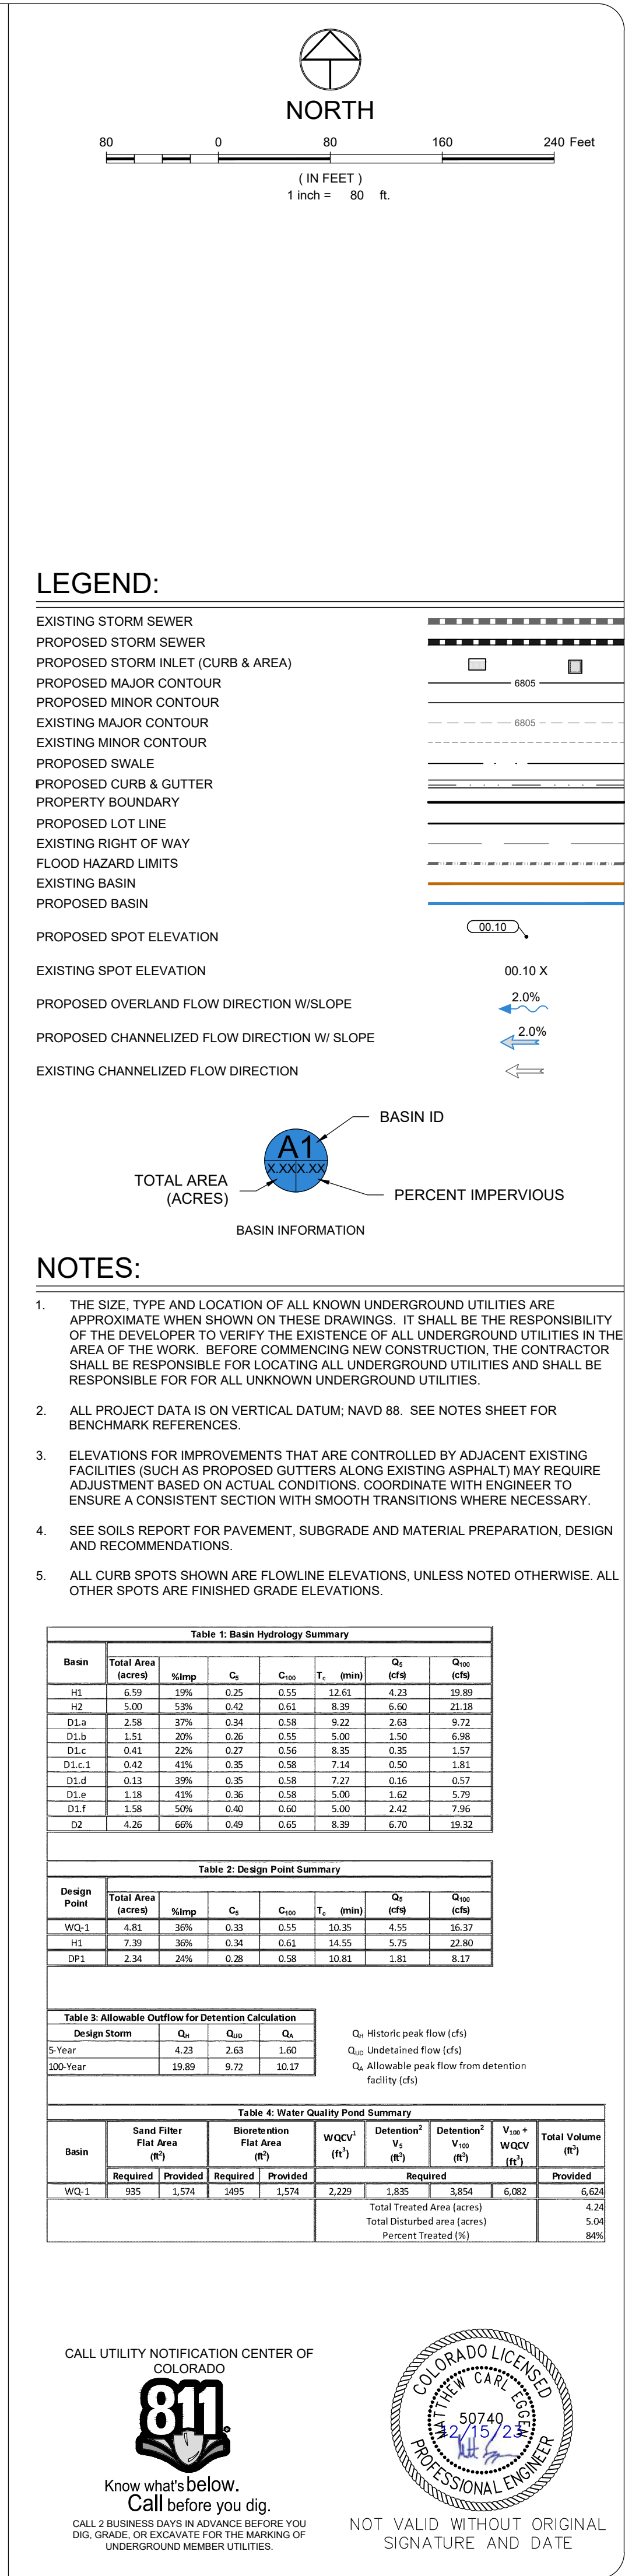 NORTH
80 0 80 160 240 Feet
( IN FEET )
1 inch = 80 ft.
LEGEND:
EXISTING STORM SEWER
PROPOSED STORM SEWER
PROPOSED STORM INLET (CURB & AREA)
PROPOSED MAJOR CONTOUR 6805
PROPOSED MINOR CONTOUR
EXISTING MAJOR CONTOUR 6805
EXISTING MINOR CONTOUR
PROPOSED SWALE
PROPOSED CURB & GUTTER
PROPERTY BOUNDARY
PROPOSED LOT LINE
EXISTING RIGHT OF WAY
FLOOD HAZARD LIMITS
EXISTING BASIN
PROPOSED BASIN
PROPOSED SPOT ELEVATION 00.10
EXISTING SPOT ELEVATION 00.10 X
PROPOSED OVERLAND FLOW DIRECTION W/SLOPE 2.0%
PROPOSED CHANNELIZED FLOW DIRECTION W/ SLOPE 2.0%
EXISTING CHANNELIZED FLOW DIRECTION
BASIN ID
A1
X.XX X.XX
TOTAL AREA
(ACRES)
PERCENT IMPERVIOUS
BASIN INFORMATION
NOTES:
1. THE SIZE, TYPE AND LOCATION OF ALL KNOWN UNDERGROUND UTILITIES ARE
APPROXIMATE WHEN SHOWN ON THESE DRAWINGS. IT SHALL BE THE RESPONSIBILITY
OF THE DEVELOPER TO VERIFY THE EXISTENCE OF ALL UNDERGROUND UTILITIES IN THE
AREA OF THE WORK. BEFORE COMMENCING NEW CONSTRUCTION, THE CONTRACTOR
SHALL BE RESPONSIBLE FOR LOCATING ALL UNDERGROUND UTILITIES AND SHALL BE
RESPONSIBLE FOR FOR ALL UNKNOWN UNDERGROUND UTILITIES.
2. ALL PROJECT DATA IS ON VERTICAL DATUM; NAVD 88. SEE NOTES SHEET FOR
BENCHMARK REFERENCES.
3. ELEVATIONS FOR IMPROVEMENTS THAT ARE CONTROLLED BY ADJACENT EXISTING
FACILITIES (SUCH AS PROPOSED GUTTERS ALONG EXISTING ASPHALT) MAY REQUIRE
ADJUSTMENT BASED ON ACTUAL CONDITIONS. COORDINATE WITH ENGINEER TO
ENSURE A CONSISTENT SECTION WITH SMOOTH TRANSITIONS WHERE NECESSARY.
4. SEE SOILS REPORT FOR PAVEMENT, SUBGRADE AND MATERIAL PREPARATION, DESIGN
AND RECOMMENDATIONS.
5. ALL CURB SPOTS SHOWN ARE FLOWLINE ELEVATIONS, UNLESS NOTED OTHERWISE. ALL
OTHER SPOTS ARE FINISHED GRADE ELEVATIONS.
Table 1: Basin Hydrology Summary
Basin Total Area (acres) %Imp C5 C100 Tc (min) Q5 (cfs) Q100 (cfs)
H1 6.59 19% 0.25 0.55 12.61 4.23 19.89
H2 5.00 53% 0.42 0.61 8.39 6.60 21.18
D1.a 2.58 37% 0.34 0.58 9.22 2.63 9.72
D1.b 1.51 20% 0.26 0.55 5.00 1.50 6.98
D1.c 0.41 22% 0.27 0.56 8.35 0.35 1.57
D1.c.1 0.42 41% 0.35 0.58 7.14 0.50 1.81
D1.d 0.13 39% 0.35 0.58 7.27 0.16 0.57
D1.e 1.18 41% 0.36 0.58 5.00 1.62 5.79
D1.f 1.58 50% 0.40 0.60 5.00 2.42 7.96
D2 4.26 66% 0.49 0.65 8.39 6.70 19.32
Table 2: Design Point Summary
Design Point Total Area (acres) %Imp C5 C100 Tc (min) Q5 (cfs) Q100 (cfs)
WQ-1 4.81 36% 0.33 0.55 10.35 4.55 16.37
H1 7.39 36% 0.34 0.61 14.55 5.75 22.80
DP1 2.34 24% 0.28 0.58 10.81 1.81 8.17
Table 3: Allowable Outflow for Detention Calculation
Design Storm QH QUD QA
5-Year 4.23 2.63 1.60
100-Year 19.89 9.72 10.17
QH Historic peak flow (cfs)
QUD Undetained flow (cfs)
QA Allowable peak flow from detention
facility (cfs)
Table 4: Water Quality Pond Summary
Basin Sand Filter Flat Area (ft²) Bioretention Flat Area (ft²) WQCV¹ (ft³) Detention² V5 (ft³) Detention² V100 (ft³) V100 + WQCV (ft³) Total Volume (ft³)
Required Provided Required Provided Required Provided
WQ-1 935 1,574 1495 1,574 2,229 1,835 3,854 6,082 6,624
Total Treated Area (acres) 4.24
Total Disturbed area (acres) 5.04
Percent Treated (%) 84%
CALL UTILITY NOTIFICATION CENTER OF
COLORADO
811
Know what's below.
Call before you dig.
CALL 2 BUSINESS DAYS IN ADVANCE BEFORE YOU
DIG, GRADE, OR EXCAVATE FOR THE MARKING OF
UNDERGROUND MEMBER UTILITIES.
COLORADO LICENSED
MATTHEW CARL EGGEN
50740
12/15/23
PROFESSIONAL ENGINEER
NOT VALID WITHOUT ORIGINAL
SIGNATURE AND DATE